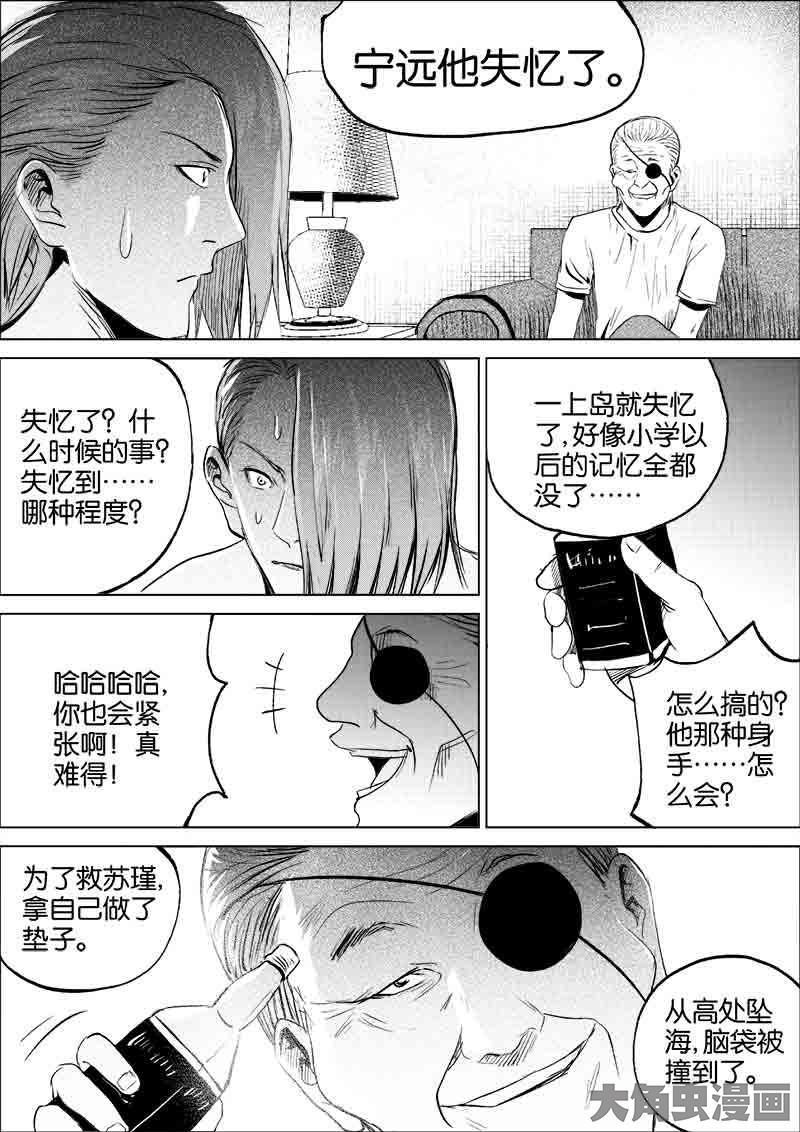 宁远他失忆了。
失忆了？什
么时候的事？
失忆到……
哪种程度？
一上岛就失忆
了，好像小学以
后的记忆全都
没了……
怎么搞的？
他那种身
手……怎
么会？
哈哈哈哈，
你也会紧
张啊！真
难得！
为了救苏瑾，
拿自己做了
垫子。
从高处坠
海，脑袋被
撞到了。
大角虫漫画